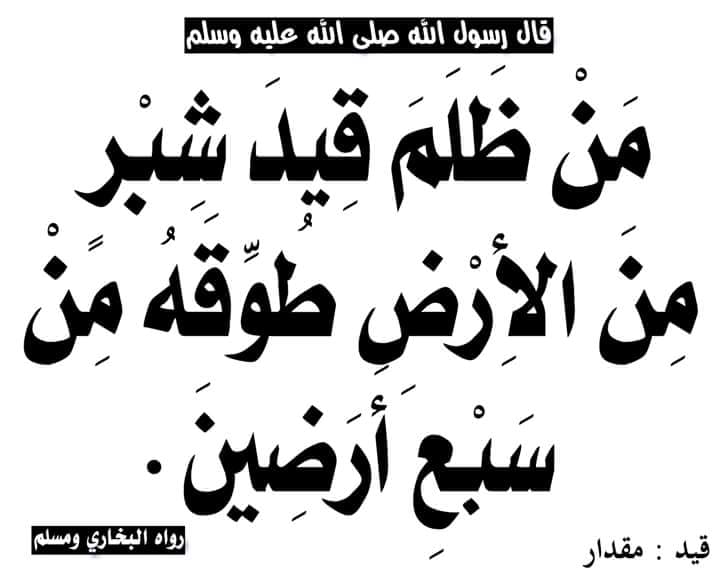 قال رسول الله صلى الله عليه وسلم
مَنْ ظَلَمَ قِيدَ شِبْرٍ
مِنَ الأَرْضِ طُوِّقَهُ مِنْ
سَبْعِ أَرَضِينَ .
رواه البخاري ومسلم
قيد : مقدار